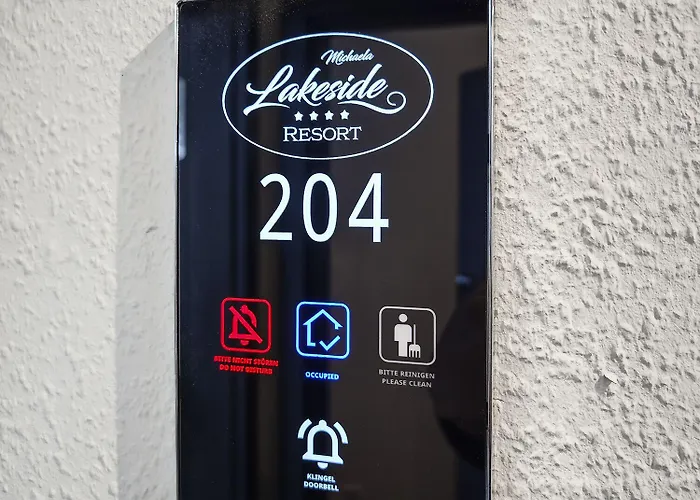 Michaela
Lakeside
RESORT
204
BITTE NICHT STÖREN
DO NOT DISTURB
OCCUPIED
BITTE REINIGEN
PLEASE CLEAN
KLINGEL
DOORBELL